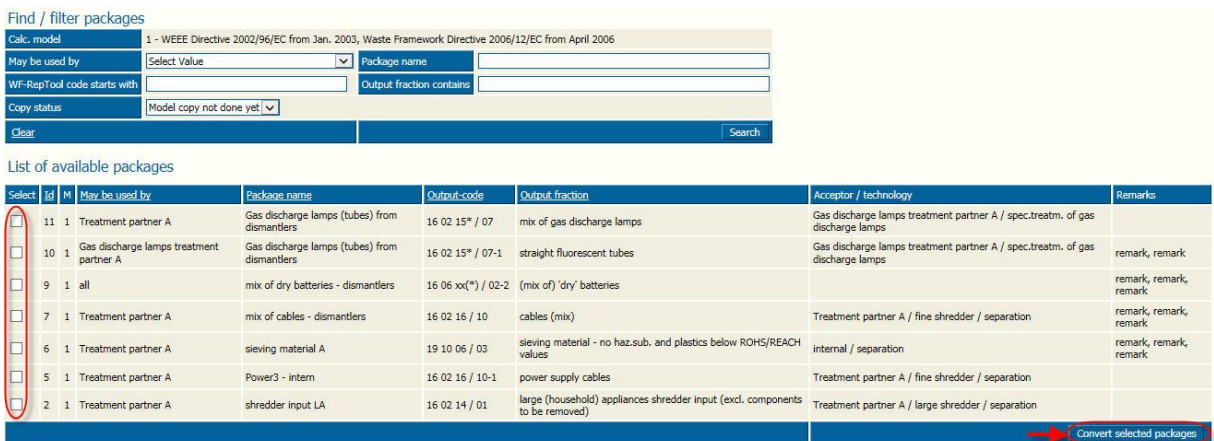 Find / filter packages
Calc. model 1 - WEEE Directive 2002/96/EC from Jan. 2003, Waste Framework Directive 2006/12/EC from April 2006
May be used by Select Value Package name
WF-RepTool code starts with Output fraction contains
Copy status Model copy not done yet
Clear Search
List of available packages
Select Id M May be used by Package name Output-code Output fraction Acceptor / technology Remarks
11 1 Treatment partner A Gas discharge lamps (tubes) from dismantlers 16 02 15* / 07 mix of gas discharge lamps Gas discharge lamps treatment partner A / spec.treatm. of gas discharge lamps
10 1 Gas discharge lamps treatment partner A Gas discharge lamps (tubes) from dismantlers 16 02 15* / 07-1 straight fluorescent tubes Gas discharge lamps treatment partner A / spec.treatm. of gas discharge lamps remark, remark
9 1 all mix of dry batteries - dismantlers 16 06 xx(*) / 02-2 (mix of) 'dry' batteries remark, remark, remark
7 1 Treatment partner A mix of cables - dismantlers 16 02 16 / 10 cables (mix) Treatment partner A / fine shredder / separation remark, remark, remark
6 1 Treatment partner A sieving material A 19 10 06 / 03 sieving material - no haz.sub. and plastics below ROHS/REACH values internal / separation remark, remark, remark
5 1 Treatment partner A Power3 - intern 16 02 16 / 10-1 power supply cables Treatment partner A / fine shredder / separation
2 1 Treatment partner A shredder input LA 16 02 14 / 01 large (household) appliances shredder input (excl. components to be removed) Treatment partner A / large shredder / separation
Convert selected packages